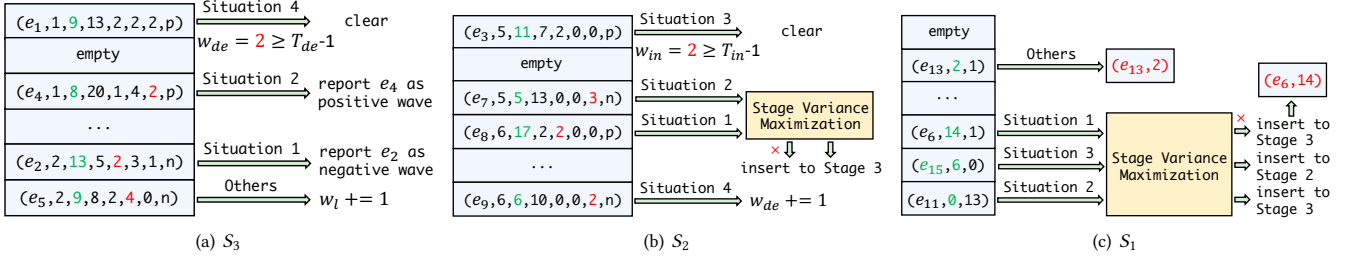 (e₁,1,9,13,2,2,2,p)
Situation 4
clear
w_de = 2 ≥ T_de-1
empty
(e₄,1,8,20,1,4,2,p)
Situation 2
report e₄ as
positive wave
...
(e₂,2,13,5,2,3,1,n)
Situation 1
report e₂ as
negative wave
(e₅,2,9,8,2,4,0,n)
Others
w_l += 1
(a) S₃
(e₃,5,11,7,2,0,0,p)
Situation 3
clear
w_in = 2 ≥ T_in-1
empty
(e₇,5,5,13,0,0,3,n)
Situation 2
(e₈,6,17,2,2,0,0,p)
Situation 1
Stage Variance
Maximization
×
insert to Stage 3
...
(e₉,6,6,10,0,0,2,n)
Situation 4
w_de += 1
(b) S₂
empty
(e₁₃,2,1)
Others
(e₁₃,2)
(e₆,14)
...
(e₆,14,1)
Situation 1
(e₁₅,6,0)
Situation 3
(e₁₁,0,13)
Situation 2
Stage Variance
Maximization
×
insert to
Stage 3
insert to
Stage 2
insert to
Stage 3
(c) S₁